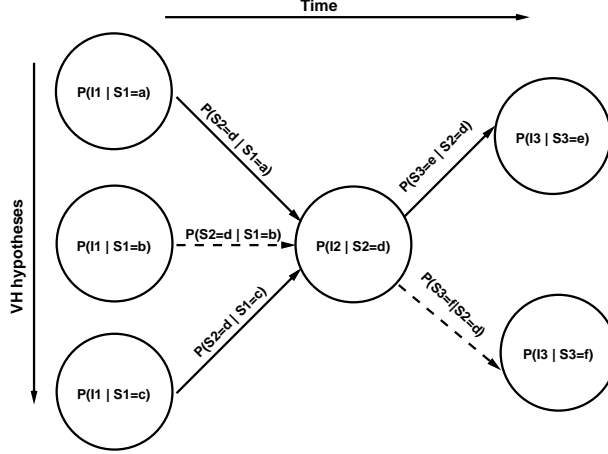 Time
VH hypotheses
P(I1 | S1=a)
P(S2=d | S1=a)
P(I1 | S1=b)
P(S2=d | S1=b)
P(I1 | S1=c)
P(S2=d | S1=c)
P(I2 | S2=d)
P(S3=e | S2=d)
P(I3 | S3=e)
P(S3=f|S2=d)
P(I3 | S3=f)